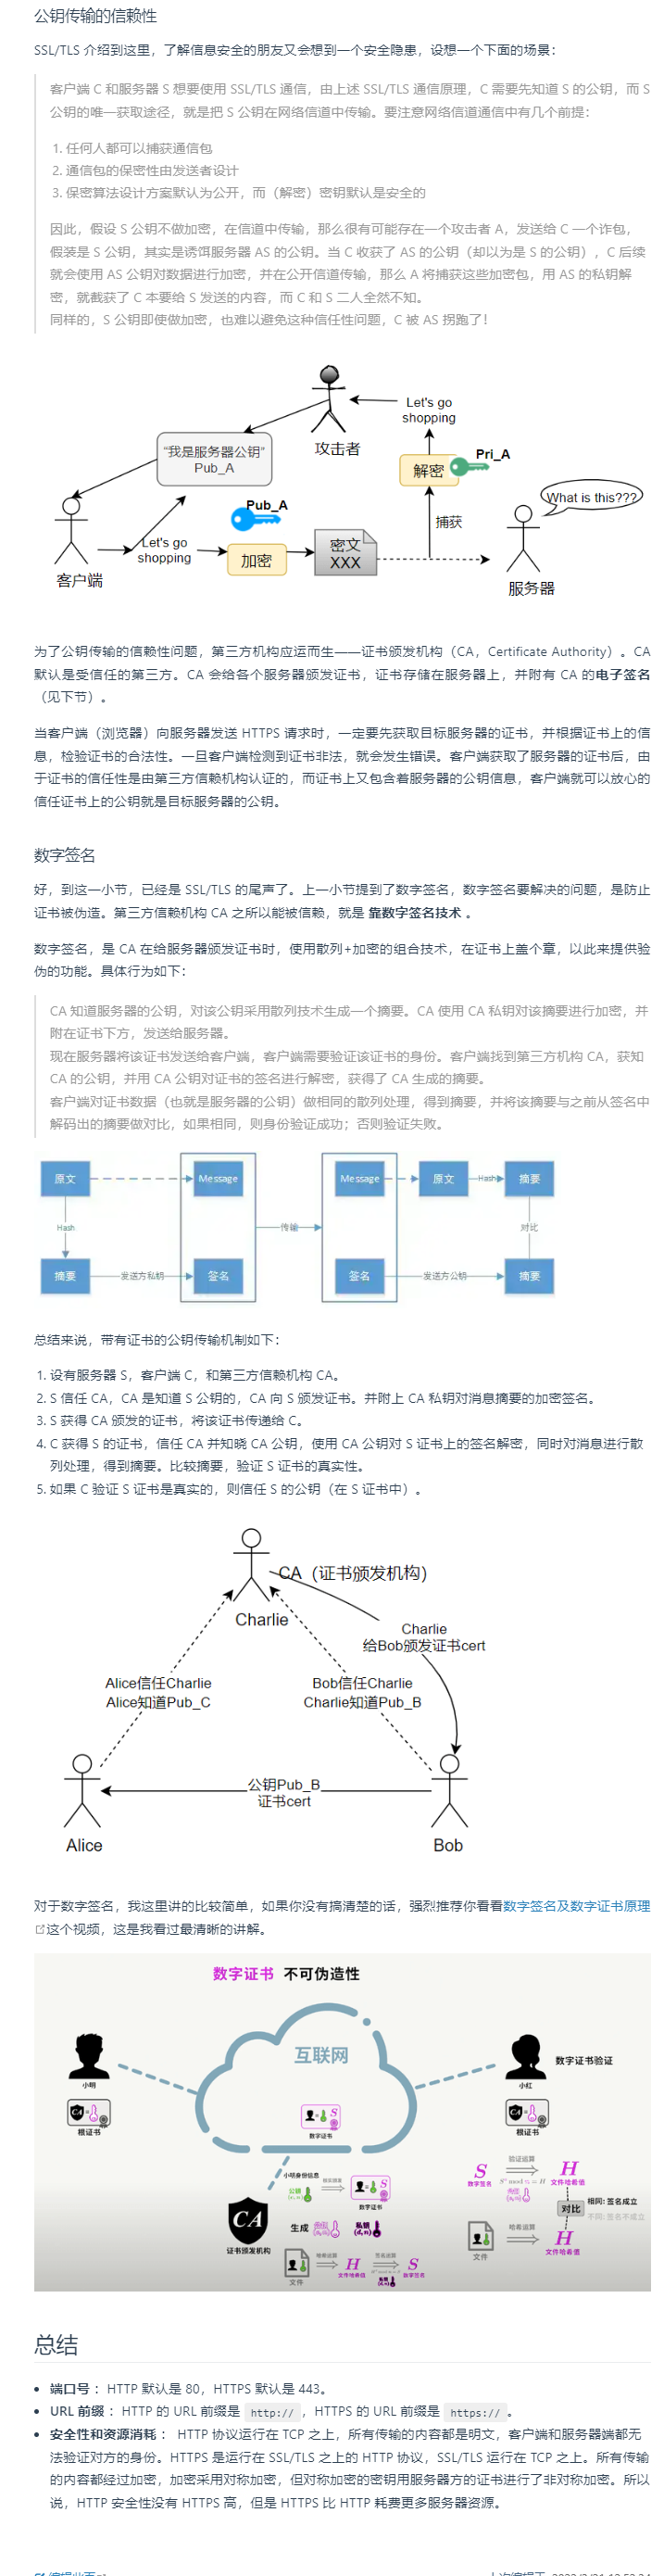 公钥传输的信赖性
SSL/TLS 介绍到这里，了解信息安全的朋友又会想到一个安全隐患，设想一个下面的场景：
客户端 C 和服务器 S 想要使用 SSL/TLS 通信，由上述 SSL/TLS 通信原理，C 需要先知道 S 的公钥，而 S
公钥的唯一获取途径，就是把 S 公钥在网络信道中传输。要注意网络信道通信中有几个前提：
1. 任何人都可以捕获通信包
2. 通信包的保密性由发送者设计
3. 保密算法设计方案默认为公开，而（解密）密钥默认是安全的
因此，假设 S 公钥不做加密，在信道中传输，那么很有可能存在一个攻击者 A，发送给 C 一个诈包，
假装是 S 公钥，其实是诱饵服务器 AS 的公钥。当 C 收获了 AS 的公钥（却以为是 S 的公钥），C 后续
就会使用 AS 公钥对数据进行加密，并在公开信道传输，那么 A 将捕获这些加密包，用 AS 的私钥解
密，就截获了 C 本要给 S 发送的内容，而 C 和 S 二人全然不知。
同样的，S 公钥即使做加密，也难以避免这种信任性问题，C 被 AS 拐跑了！
Let's go
shopping
攻击者
"我是服务器公钥"
Pub_A
解密
Pri_A
What is this???
Pub_A
捕获
Let's go
shopping
加密
密文
XXX
客户端
服务器
为了公钥传输的信赖性问题，第三方机构应运而生——证书颁发机构（CA，Certificate Authority）。CA
默认是受信任的第三方。CA 会给各个服务器颁发证书，证书存储在服务器上，并附有 CA 的电子签名
（见下节）。
当客户端（浏览器）向服务器发送 HTTPS 请求时，一定要先获取目标服务器的证书，并根据证书上的信
息，检验证书的合法性。一旦客户端检测到证书非法，就会发生错误。客户端获取了服务器的证书后，由
于证书的信任性是由第三方信赖机构认证的，而证书上又包含着服务器的公钥信息，客户端就可以放心的
信任证书上的公钥就是目标服务器的公钥。
数字签名
好，到这一小节，已经是 SSL/TLS 的尾声了。上一小节提到了数字签名，数字签名要解决的问题，是防止
证书被伪造。第三方信赖机构 CA 之所以能被信赖，就是 靠数字签名技术 。
数字签名，是 CA 在给服务器颁发证书时，使用散列+加密的组合技术，在证书上盖个章，以此来提供验
伪的功能。具体行为如下：
CA 知道服务器的公钥，对该公钥采用散列技术生成一个摘要。CA 使用 CA 私钥对该摘要进行加密，并
附在证书下方，发送给服务器。
现在服务器将该证书发送给客户端，客户端需要验证该证书的身份。客户端找到第三方机构 CA，获知
CA 的公钥，并用 CA 公钥对证书的签名进行解密，获得了 CA 生成的摘要。
客户端对证书数据（也就是服务器的公钥）做相同的散列处理，得到摘要，并将该摘要与之前从签名中
解码出的摘要做对比，如果相同，则身份验证成功；否则验证失败。
原文 Message Message 原文 Hash 摘要
Hash 传输 对比
摘要 发送方私钥 签名 签名 发送方公钥 摘要
总结来说，带有证书的公钥传输机制如下：
1. 设有服务器 S，客户端 C，和第三方信赖机构 CA。
2. S 信任 CA，CA 是知道 S 公钥的，CA 向 S 颁发证书。并附上 CA 私钥对消息摘要的加密签名。
3. S 获得 CA 颁发的证书，将该证书传递给 C。
4. C 获得 S 的证书，信任 CA 并知晓 CA 公钥，使用 CA 公钥对 S 证书上的签名解密，同时对消息进行散
列处理，得到摘要。比较摘要，验证 S 证书的真实性。
5. 如果 C 验证 S 证书是真实的，则信任 S 的公钥（在 S 证书中）。
CA（证书颁发机构）
Charlie
Charlie
给Bob颁发证书cert
Alice信任Charlie
Alice知道Pub_C
Bob信任Charlie
Charlie知道Pub_B
公钥Pub_B
证书cert
Alice
Bob
对于数字签名，我这里讲的比较简单，如果你没有搞清楚的话，强烈推荐你看看数字签名及数字证书原理
这个视频，这是我看过最清晰的讲解。
数字证书 不可伪造性
互联网
小明
小红
数字证书验证
CA
根证书
数字证书
CA
根证书
小明身份信息
公钥
数字证书
CA
证书颁发机构
生成
私钥
文件
哈希运算
H
文件哈希值
签名运算
S
数字签名
S
数字签名
验证运算
H
文件哈希值
对比
相同: 签名成立
不同: 签名不成立
文件
哈希运算
H
文件哈希值
总结
端口号 ：HTTP 默认是 80，HTTPS 默认是 443。
URL 前缀 ：HTTP 的 URL 前缀是 http://，HTTPS 的 URL 前缀是 https://。
安全性和资源消耗 ： HTTP 协议运行在 TCP 之上，所有传输的内容都是明文，客户端和服务器端都无
法验证对方的身份。HTTPS 是运行在 SSL/TLS 之上的 HTTP 协议，SSL/TLS 运行在 TCP 之上。所有传输
的内容都经过加密，加密采用对称加密，但对称加密的密钥用服务器方的证书进行了非对称加密。所以
说，HTTP 安全性没有 HTTPS 高，但是 HTTPS 比 HTTP 耗费更多服务器资源。